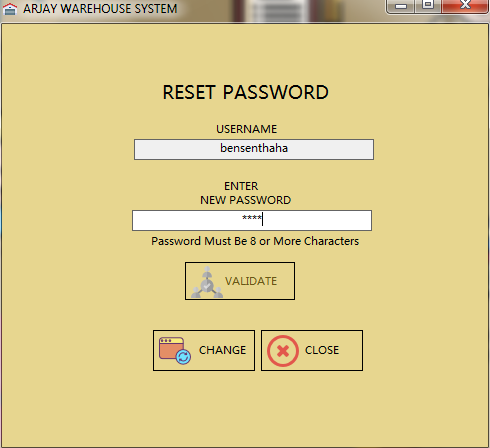 ARJAY WAREHOUSE SYSTEM
RESET PASSWORD
USERNAME
bensenthaha
ENTER
NEW PASSWORD
****
Password Must Be 8 or More Characters
VALIDATE
CHANGE
CLOSE